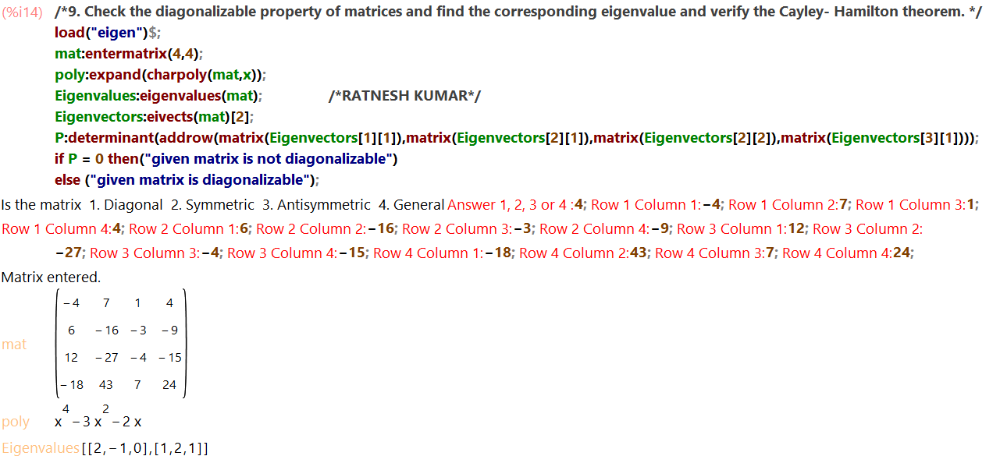 (%i14) /*9. Check the diagonalizable property of matrices and find the corresponding eigenvalue and verify the Cayley- Hamilton theorem. */
load("eigen")$;
mat:entermatrix(4,4);
poly:expand(charpoly(mat,x));
Eigenvalues:eigenvalues(mat); /*RATNESH KUMAR*/
Eigenvectors:eivects(mat)[2];
P:determinant(addrow(matrix(Eigenvectors[1][1]),matrix(Eigenvectors[2][1]),matrix(Eigenvectors[2][2]),matrix(Eigenvectors[3][1])));
if P = 0 then("given matrix is not diagonalizable")
else ("given matrix is diagonalizable");
Is the matrix 1. Diagonal 2. Symmetric 3. Antisymmetric 4. General Answer 1, 2, 3 or 4 :4; Row 1 Column 1:−4; Row 1 Column 2:7; Row 1 Column 3:1;
Row 1 Column 4:4; Row 2 Column 1:6; Row 2 Column 2:−16; Row 2 Column 3:−3; Row 2 Column 4:−9; Row 3 Column 1:12; Row 3 Column 2:
−27; Row 3 Column 3:−4; Row 3 Column 4:−15; Row 4 Column 1:−18; Row 4 Column 2:43; Row 4 Column 3:7; Row 4 Column 4:24;
Matrix entered.
−4 7 1 4
6 −16 −3 −9
mat
12 −27 −4 −15
−18 43 7 24
poly x⁴−3x²−2x
Eigenvalues[[2,−1,0],[1,2,1]]